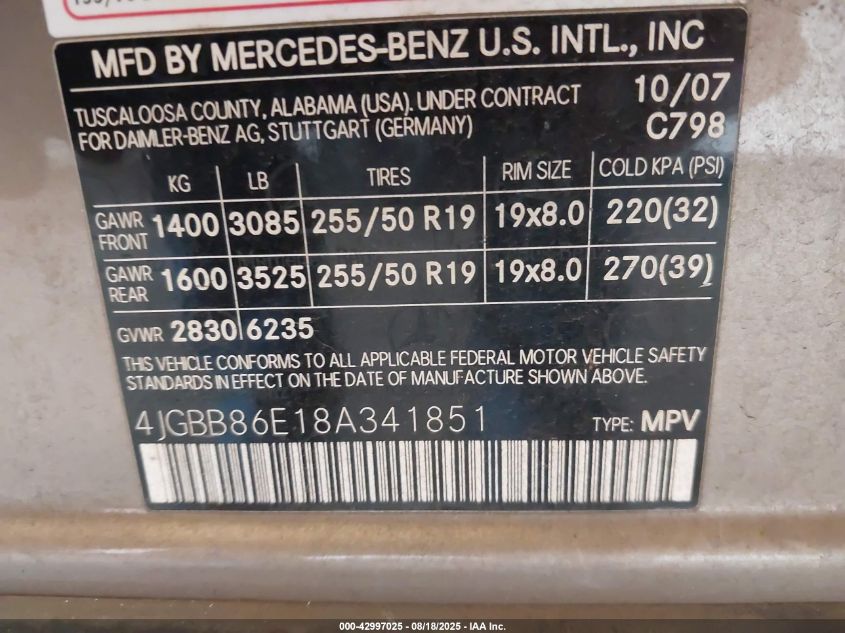 MFD BY MERCEDES-BENZ U.S. INTL., INC
TUSCALOOSA COUNTY, ALABAMA (USA). UNDER CONTRACT 10/07
FOR DAIMLER-BENZ AG, STUTTGART (GERMANY) C798
KG LB TIRES RIM SIZE COLD KPA (PSI)
GAWR FRONT 1400 3085 255/50 R19 19x8.0 220(32)
GAWR REAR 1600 3525 255/50 R19 19x8.0 270(39)
GVWR 2830 6235
THIS VEHICLE CONFORMS TO ALL APPLICABLE FEDERAL MOTOR VEHICLE SAFETY
STANDARDS IN EFFECT ON THE DATE OF MANUFACTURE SHOWN ABOVE.
4JGBB86E18A341851 TYPE: MPV
000-42997025 - 08/18/2025 - IAA Inc.